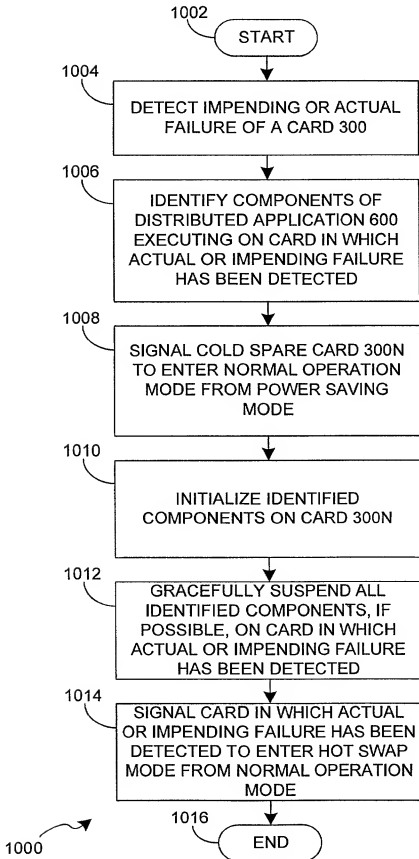 1002
START
1004
DETECT IMPENDING OR ACTUAL
FAILURE OF A CARD 300
1006
IDENTIFY COMPONENTS OF
DISTRIBUTED APPLICATION 600
EXECUTING ON CARD IN WHICH
ACTUAL OR IMPENDING FAILURE
HAS BEEN DETECTED
1008
SIGNAL COLD SPARE CARD 300N
TO ENTER NORMAL OPERATION
MODE FROM POWER SAVING
MODE
1010
INITIALIZE IDENTIFIED
COMPONENTS ON CARD 300N
1012
GRACEFULLY SUSPEND ALL
IDENTIFIED COMPONENTS, IF
POSSIBLE, ON CARD IN WHICH
ACTUAL OR IMPENDING FAILURE
HAS BEEN DETECTED
1014
SIGNAL CARD IN WHICH ACTUAL
OR IMPENDING FAILURE HAS BEEN
DETECTED TO ENTER HOT SWAP
MODE FROM NORMAL OPERATION
MODE
1016
END
1000